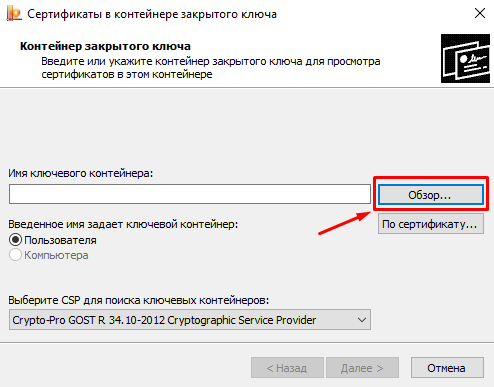 Сертификаты в контейнере закрытого ключа
Контейнер закрытого ключа
Введите или укажите контейнер закрытого ключа для просмотра
сертификатов в этом контейнере
Имя ключевого контейнера:
Обзор...
Введенное имя задает ключевой контейнер:
По сертификату...
Пользователя
Компьютера
Выберите CSP для поиска ключевых контейнеров:
Crypto-Pro GOST R 34.10-2012 Cryptographic Service Provider
< Назад
Далее >
Отмена